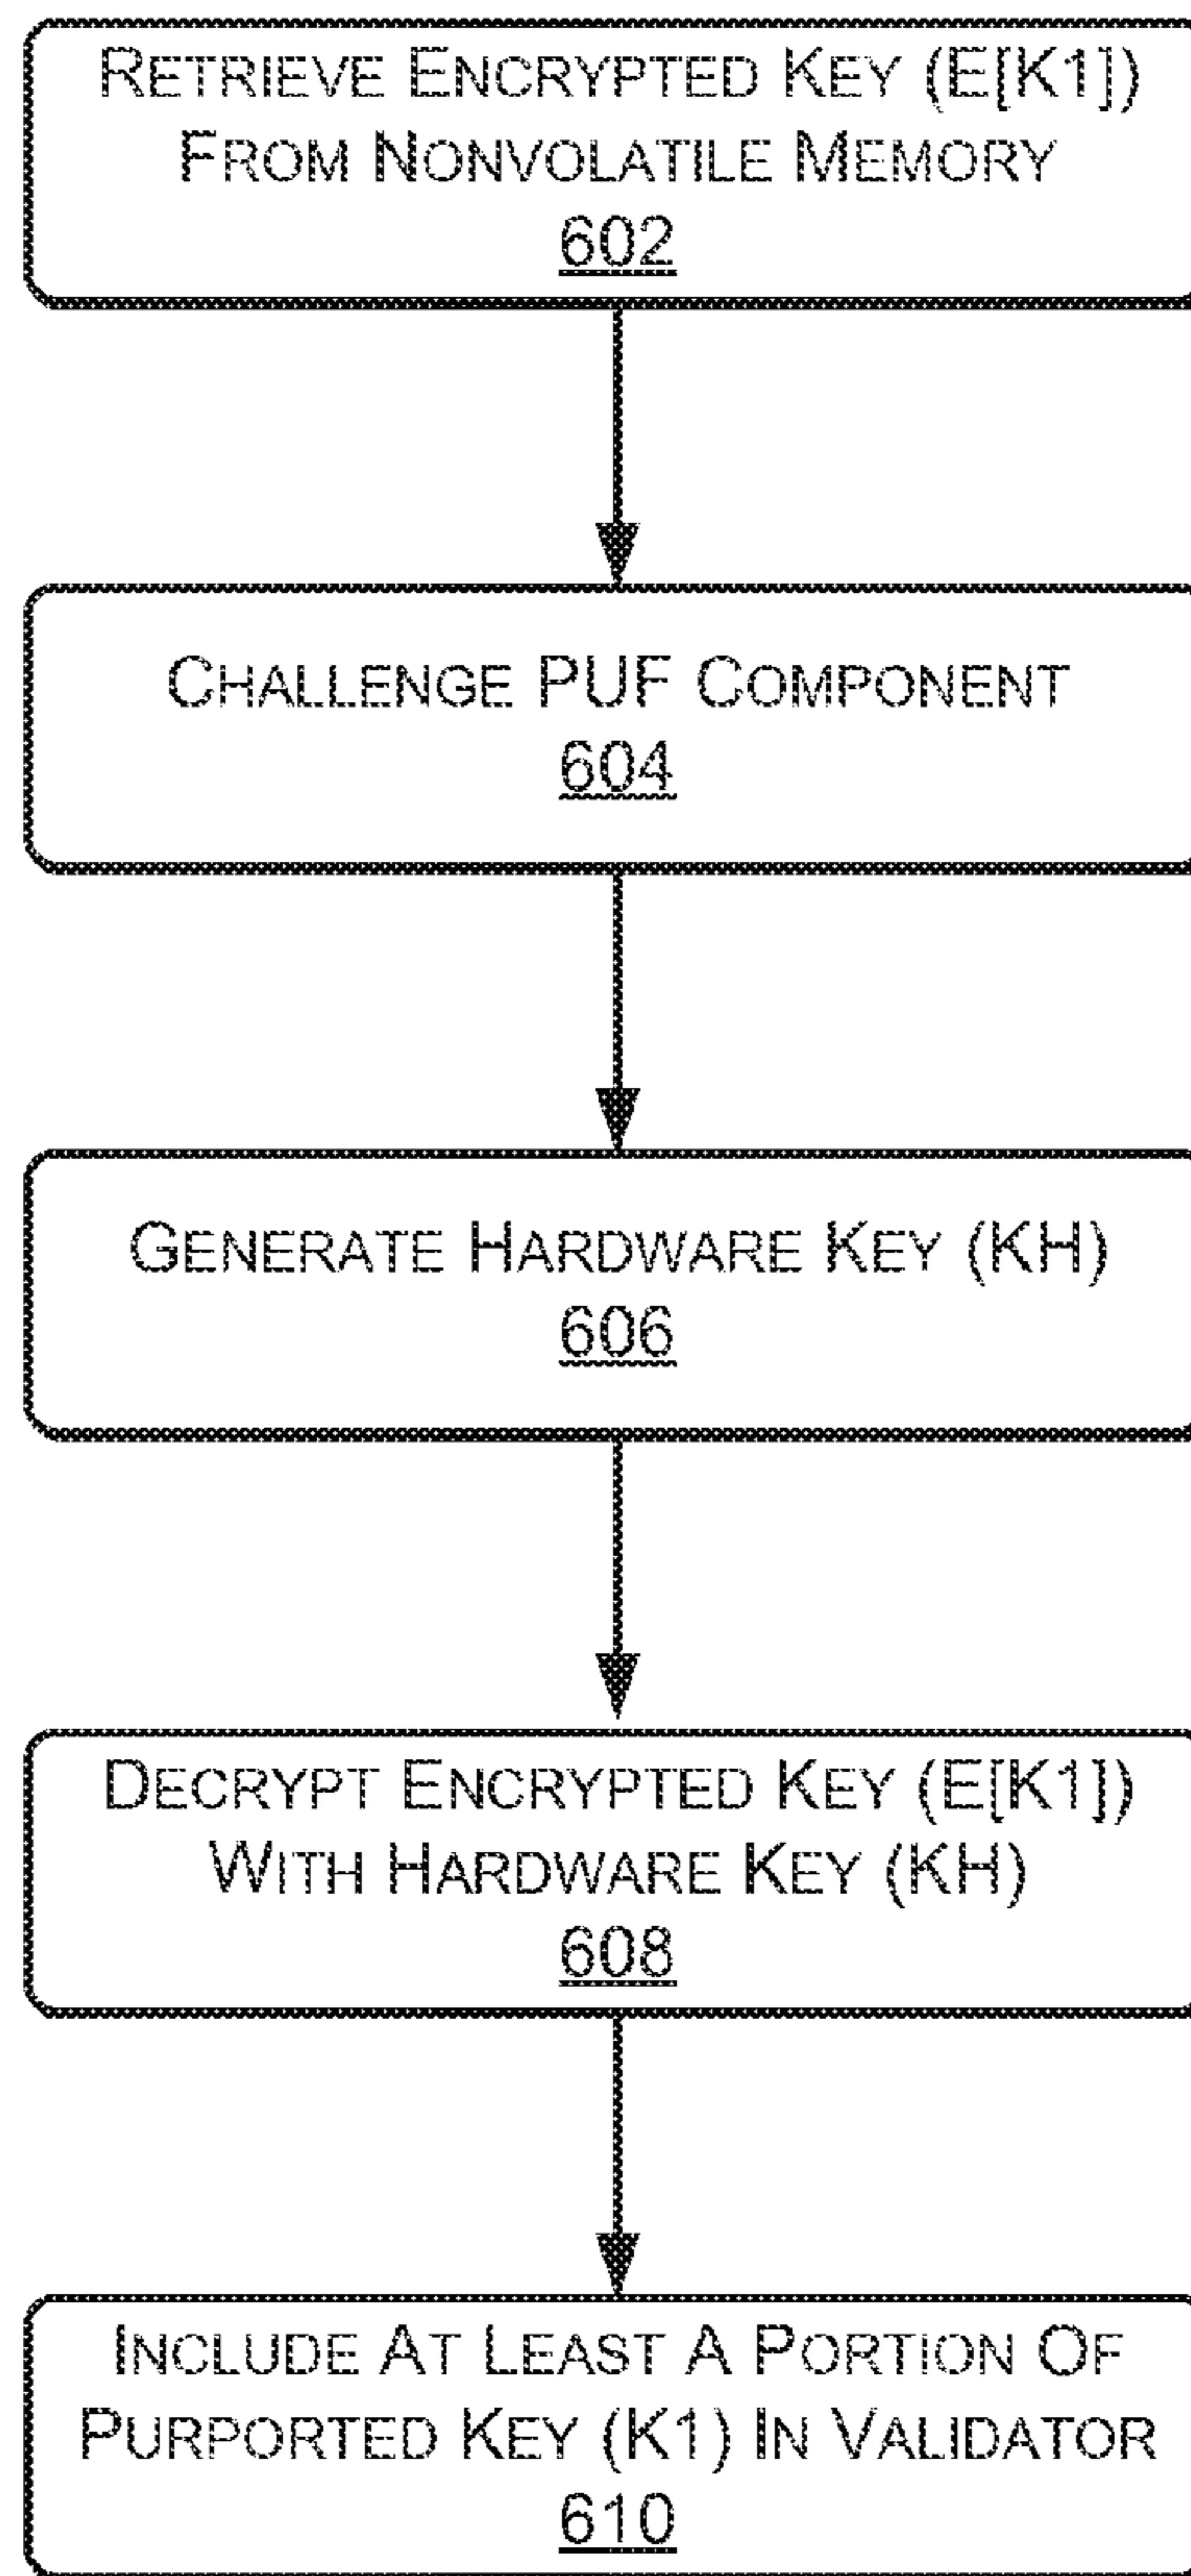 RETRIEVE ENCRYPTED KEY (E[K1])
FROM NONVOLATILE MEMORY
602
CHALLENGE PUF COMPONENT
604
GENERATE HARDWARE KEY (KH)
606
DECRYPT ENCRYPTED KEY (E[K1])
WITH HARDWARE KEY (KH)
608
INCLUDE AT LEAST A PORTION OF
PURPORTED KEY (K1) IN VALIDATOR
610